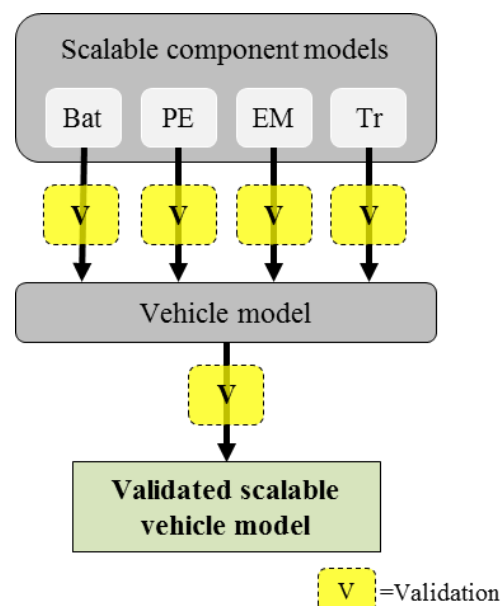 Scalable component models
Bat PE EM Tr
V V V V
Vehicle model
V
Validated scalable
vehicle model
V =Validation